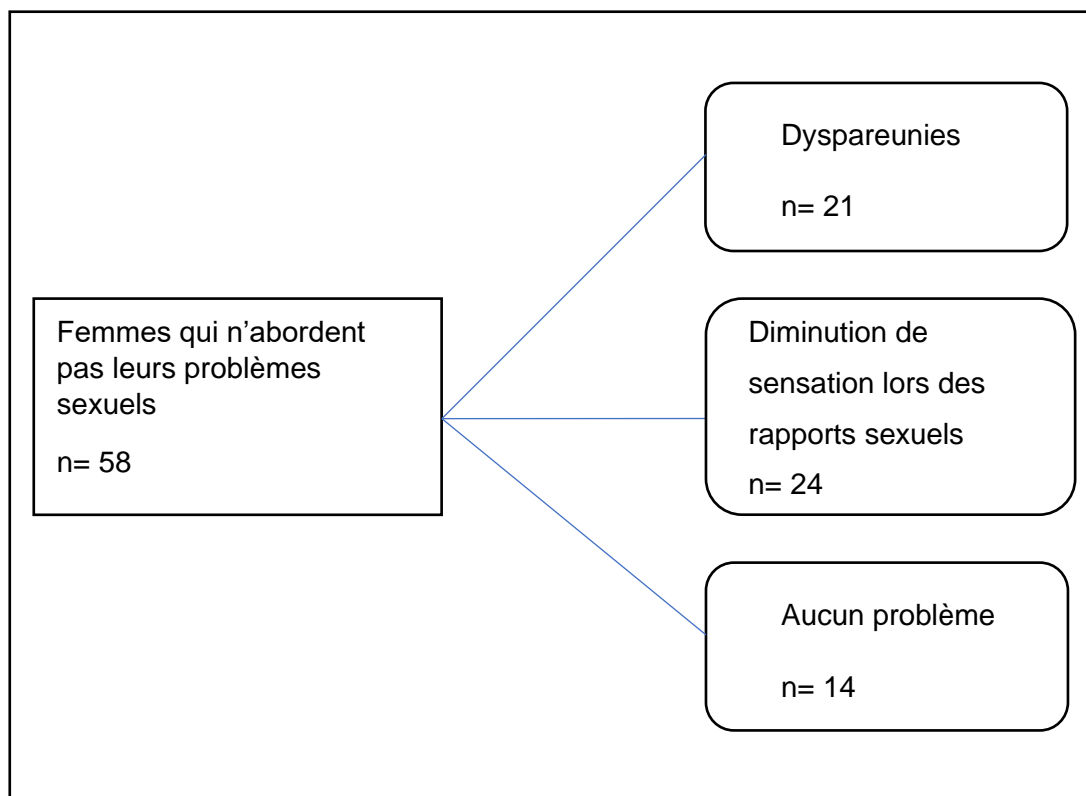 Dyspareunies
n= 21
Femmes qui n’abordent
pas leurs problèmes
sexuels
n= 58
Diminution de
sensation lors des
rapports sexuels
n= 24
Aucun problème
n= 14